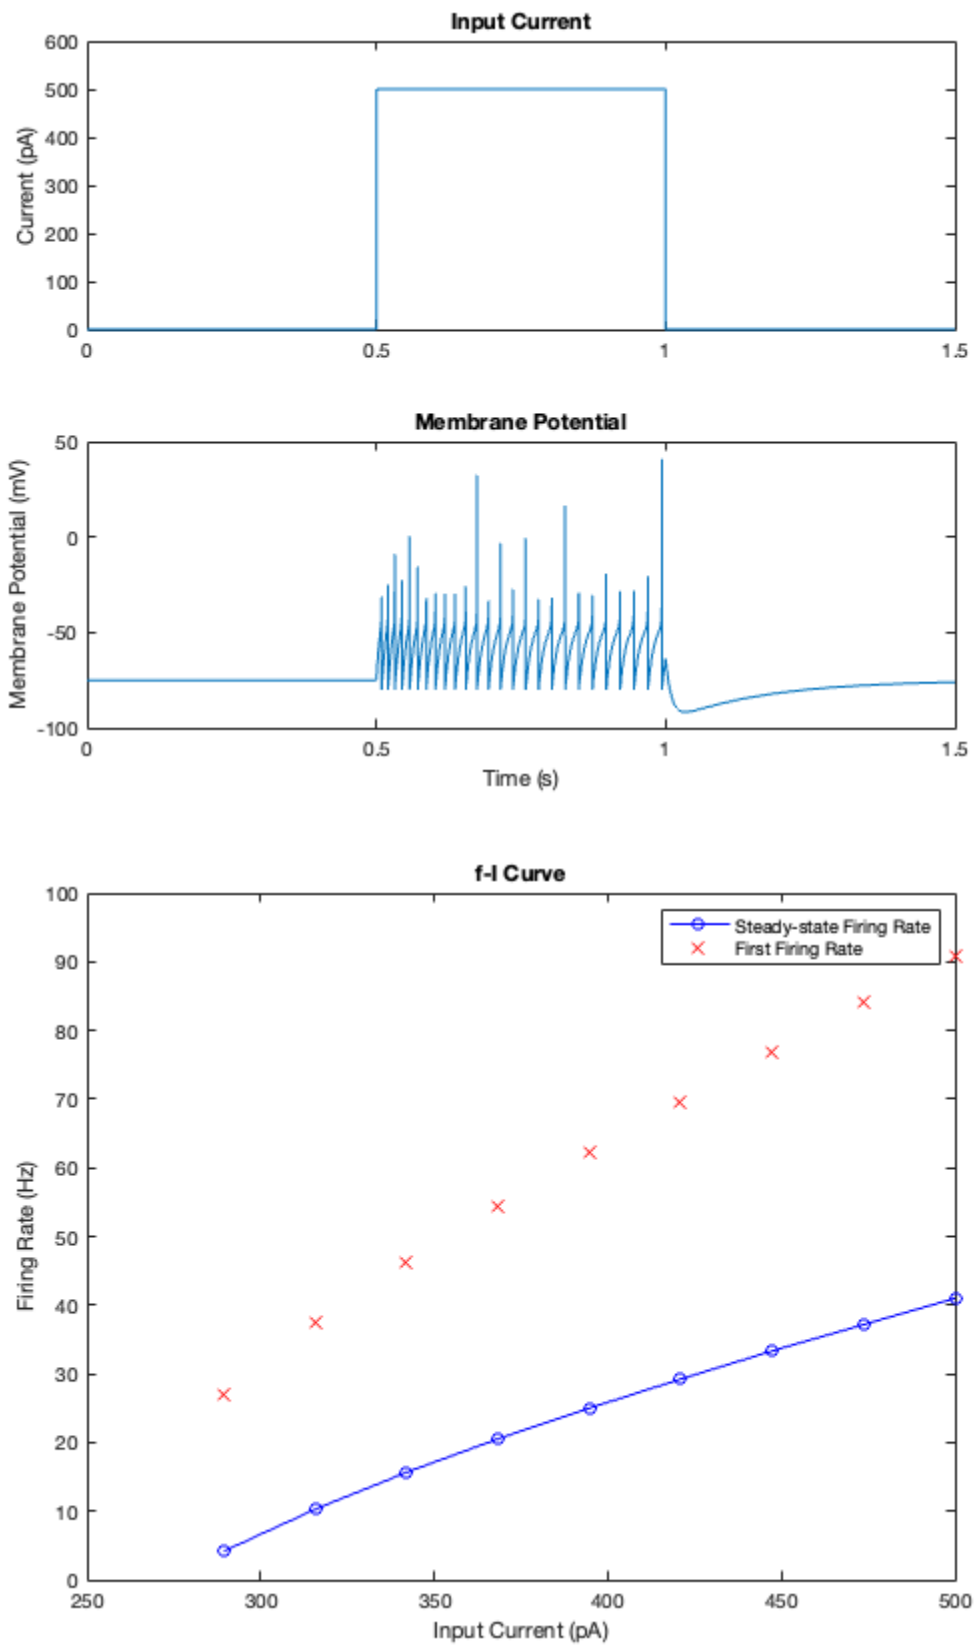 Input Current
600
500
400
300
200
100
0
Current (pA)
0 0.5 1 1.5
Membrane Potential
50
0
-50
-100
Membrane Potential (mV)
0 0.5 1 1.5
Time (s)
f-I Curve
100
90
80
70
60
50
40
30
20
10
0
Firing Rate (Hz)
Steady-state Firing Rate
First Firing Rate
250 300 350 400 450 500
Input Current (pA)